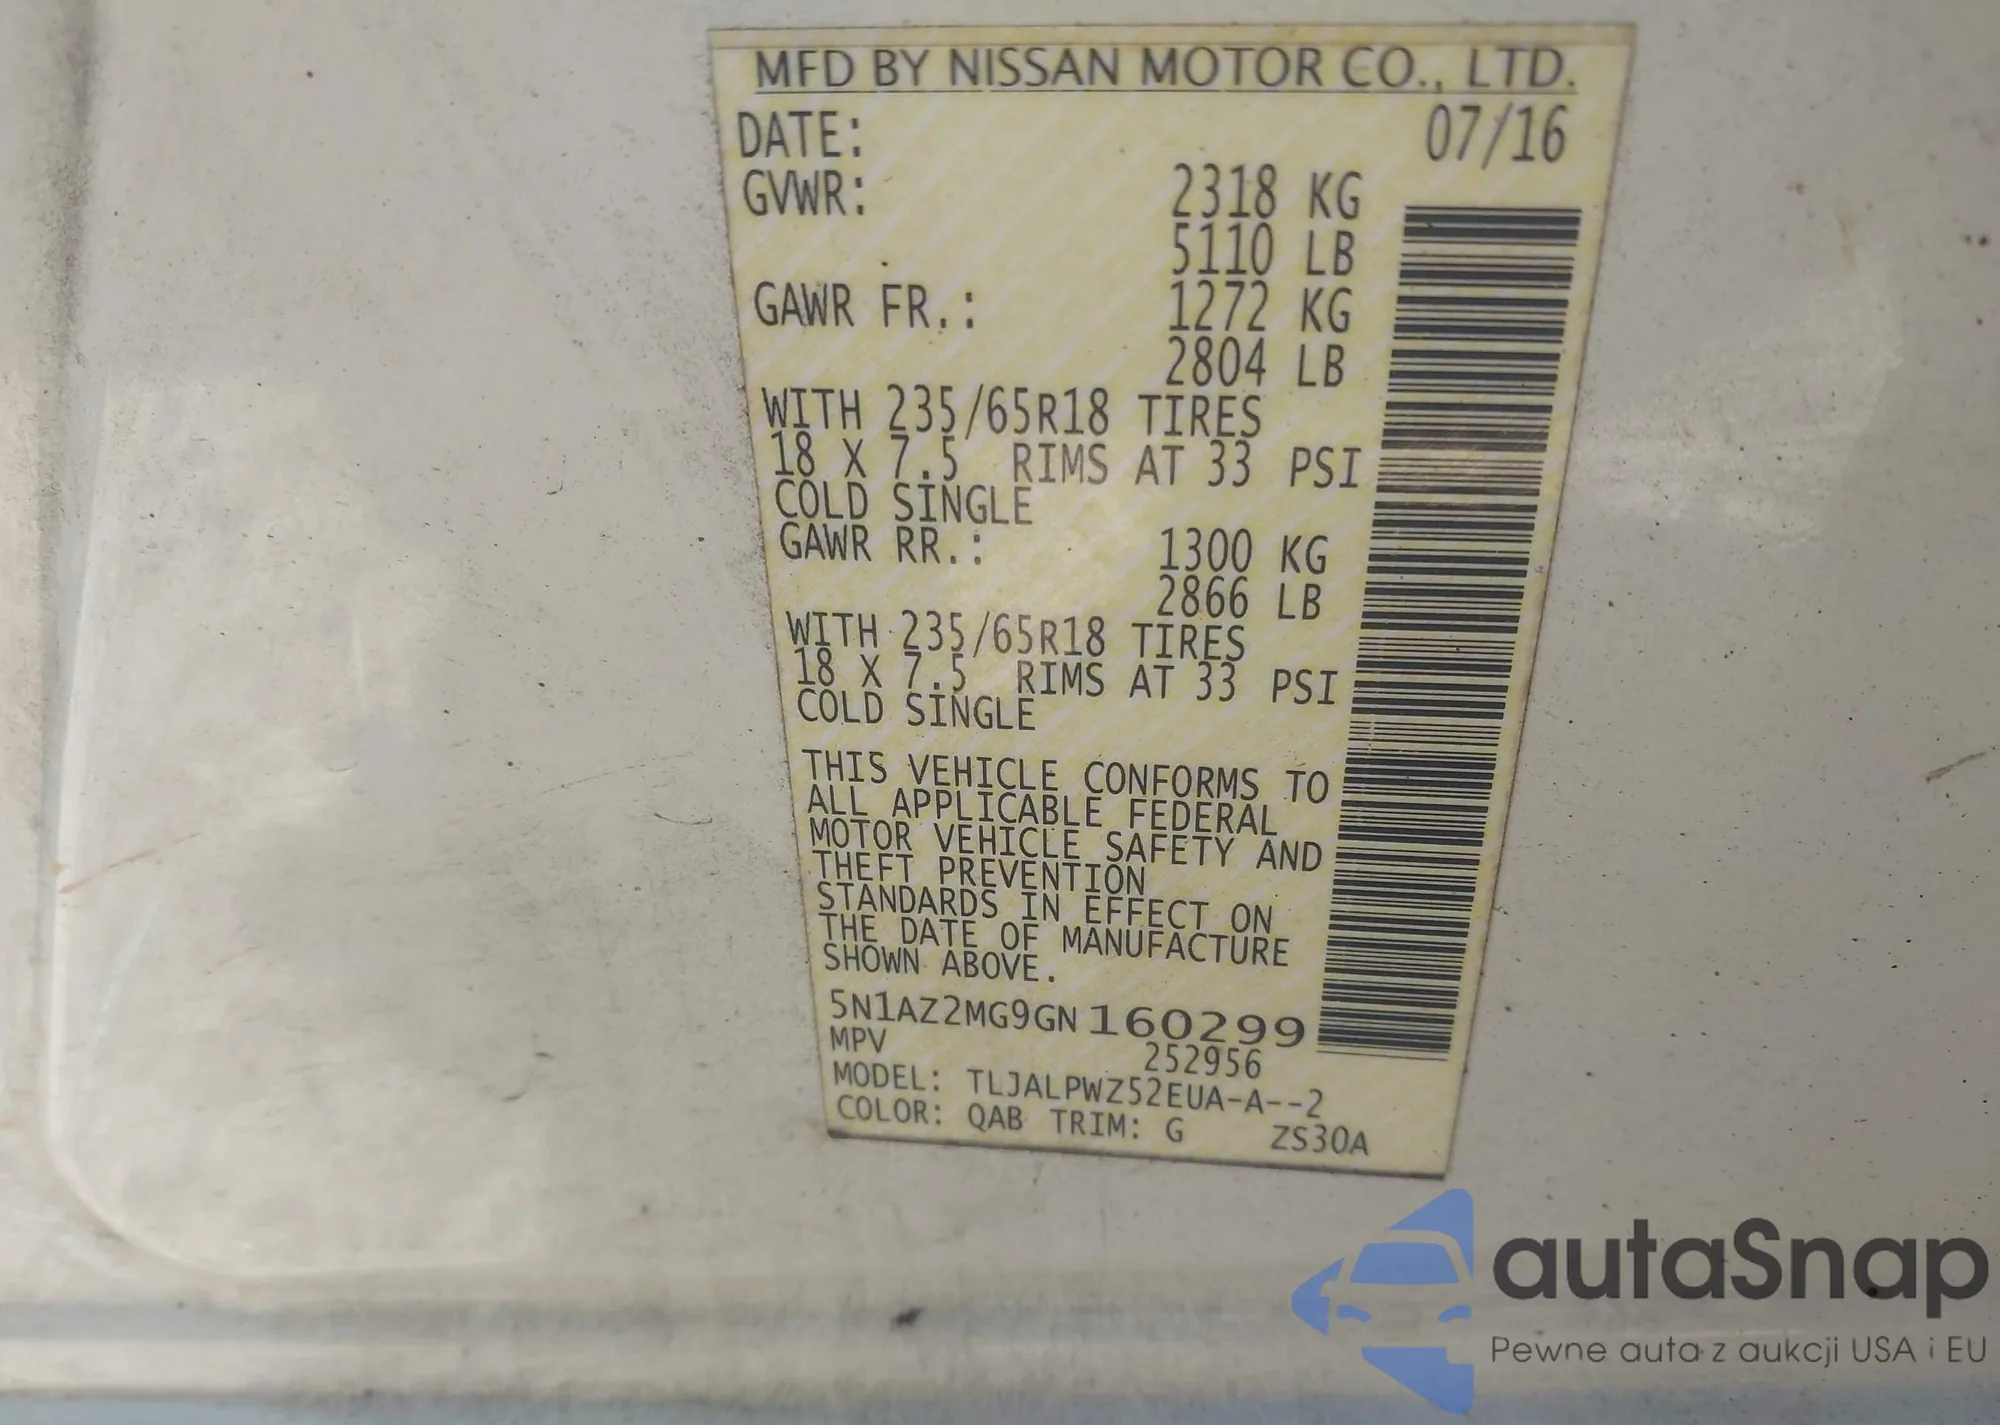 MFD BY NISSAN MOTOR CO., LTD.
DATE: 07/16
GVWR: 2318 KG
5110 LB
GAWR FR.: 1272 KG
2804 LB
WITH 235/65R18 TIRES
18 X 7.5 RIMS AT 33 PSI
COLD SINGLE
GAWR RR.: 1300 KG
2866 LB
WITH 235/65R18 TIRES
18 X 7.5 RIMS AT 33 PSI
COLD SINGLE
THIS VEHICLE CONFORMS TO
ALL APPLICABLE FEDERAL
MOTOR VEHICLE SAFETY AND
THEFT PREVENTION
STANDARDS IN EFFECT ON
THE DATE OF MANUFACTURE
SHOWN ABOVE.
5N1AZ2MG9GN160299
MPV 252956
MODEL: TLJALPWZ52EUA-A--2
COLOR: QAB TRIM: G ZS30A
autaSnap
Pewne auta z aukcji USA i EU